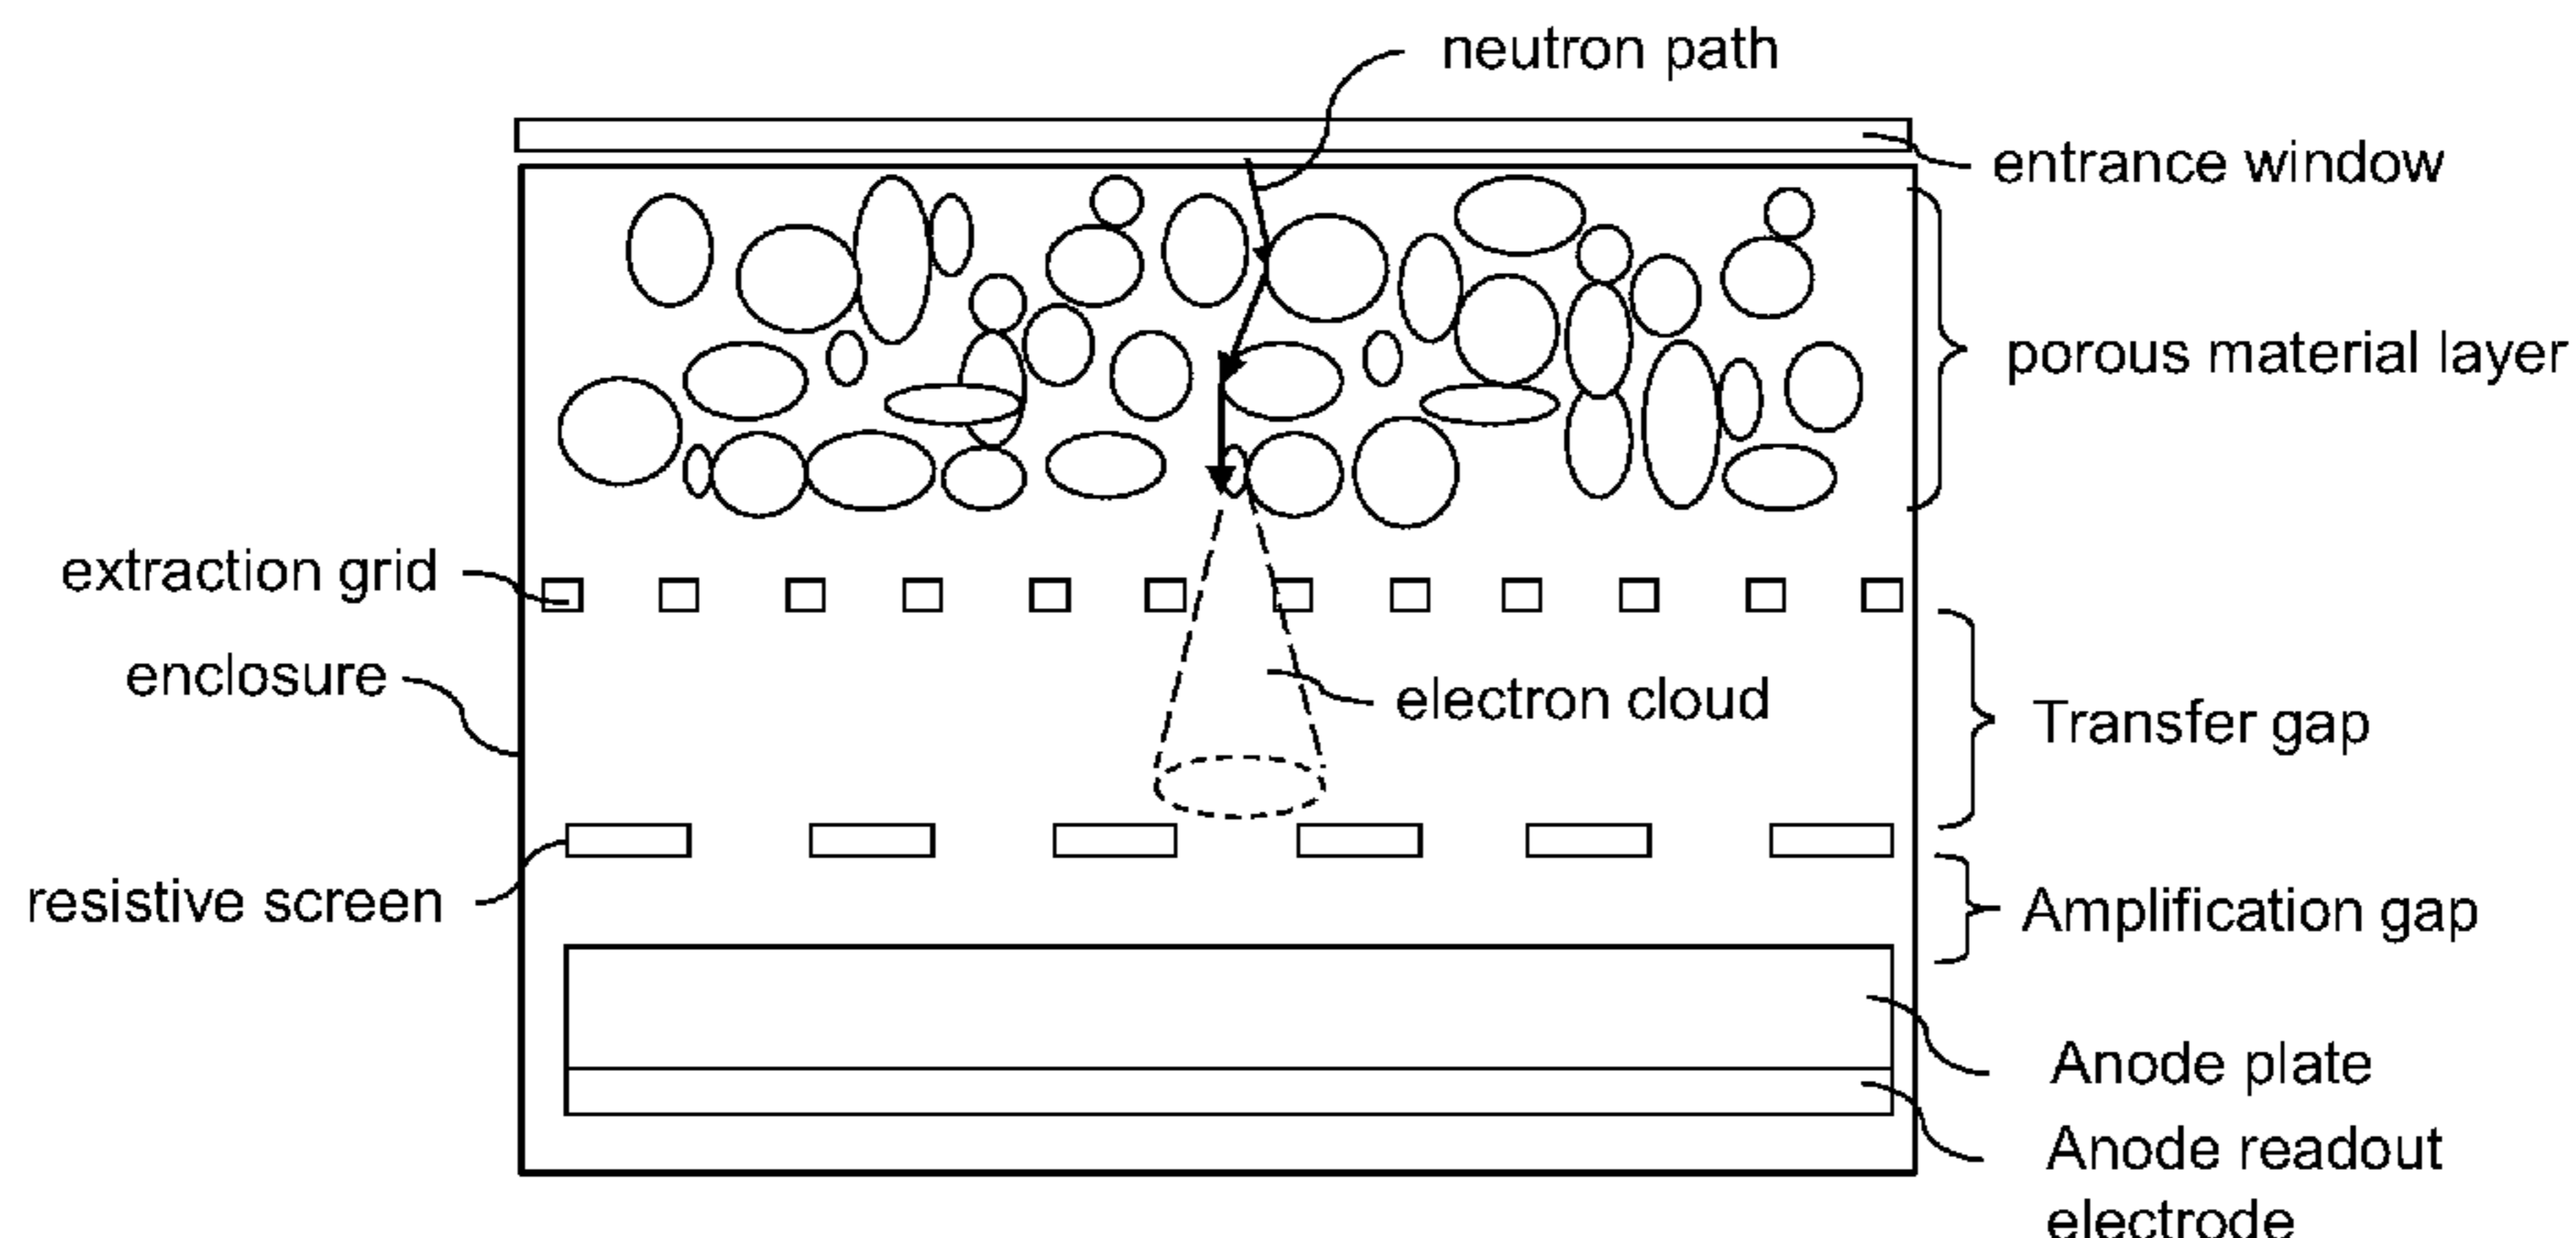 neutron path
entrance window
porous material layer
extraction grid
enclosure
electron cloud
Transfer gap
resistive screen
Amplification gap
Anode plate
Anode readout
electrode